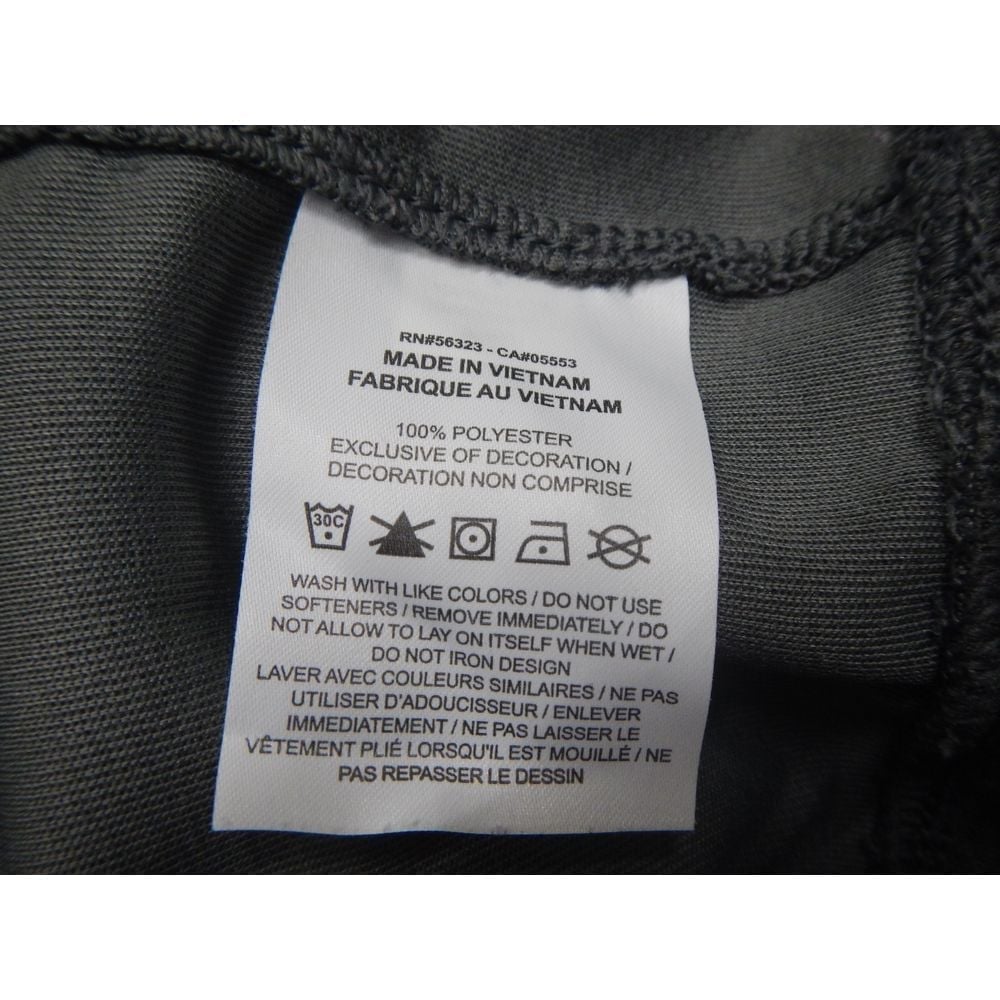 RN#56323 - CA#05553
MADE IN VIETNAM
FABRIQUE AU VIETNAM
100% POLYESTER
EXCLUSIVE OF DECORATION /
DECORATION NON COMPRISE
30C
WASH WITH LIKE COLORS / DO NOT USE
SOFTENERS / REMOVE IMMEDIATELY / DO
NOT ALLOW TO LAY ON ITSELF WHEN WET /
DO NOT IRON DESIGN
LAVER AVEC COULEURS SIMILAIRES / NE PAS
UTILISER D'ADOUCISSEUR / ENLEVER
IMMEDIATEMENT / NE PAS LAISSER LE
VÊTEMENT PLIÉ LORSQU'IL EST MOUILLÉ / NE
PAS REPASSER LE DESSIN